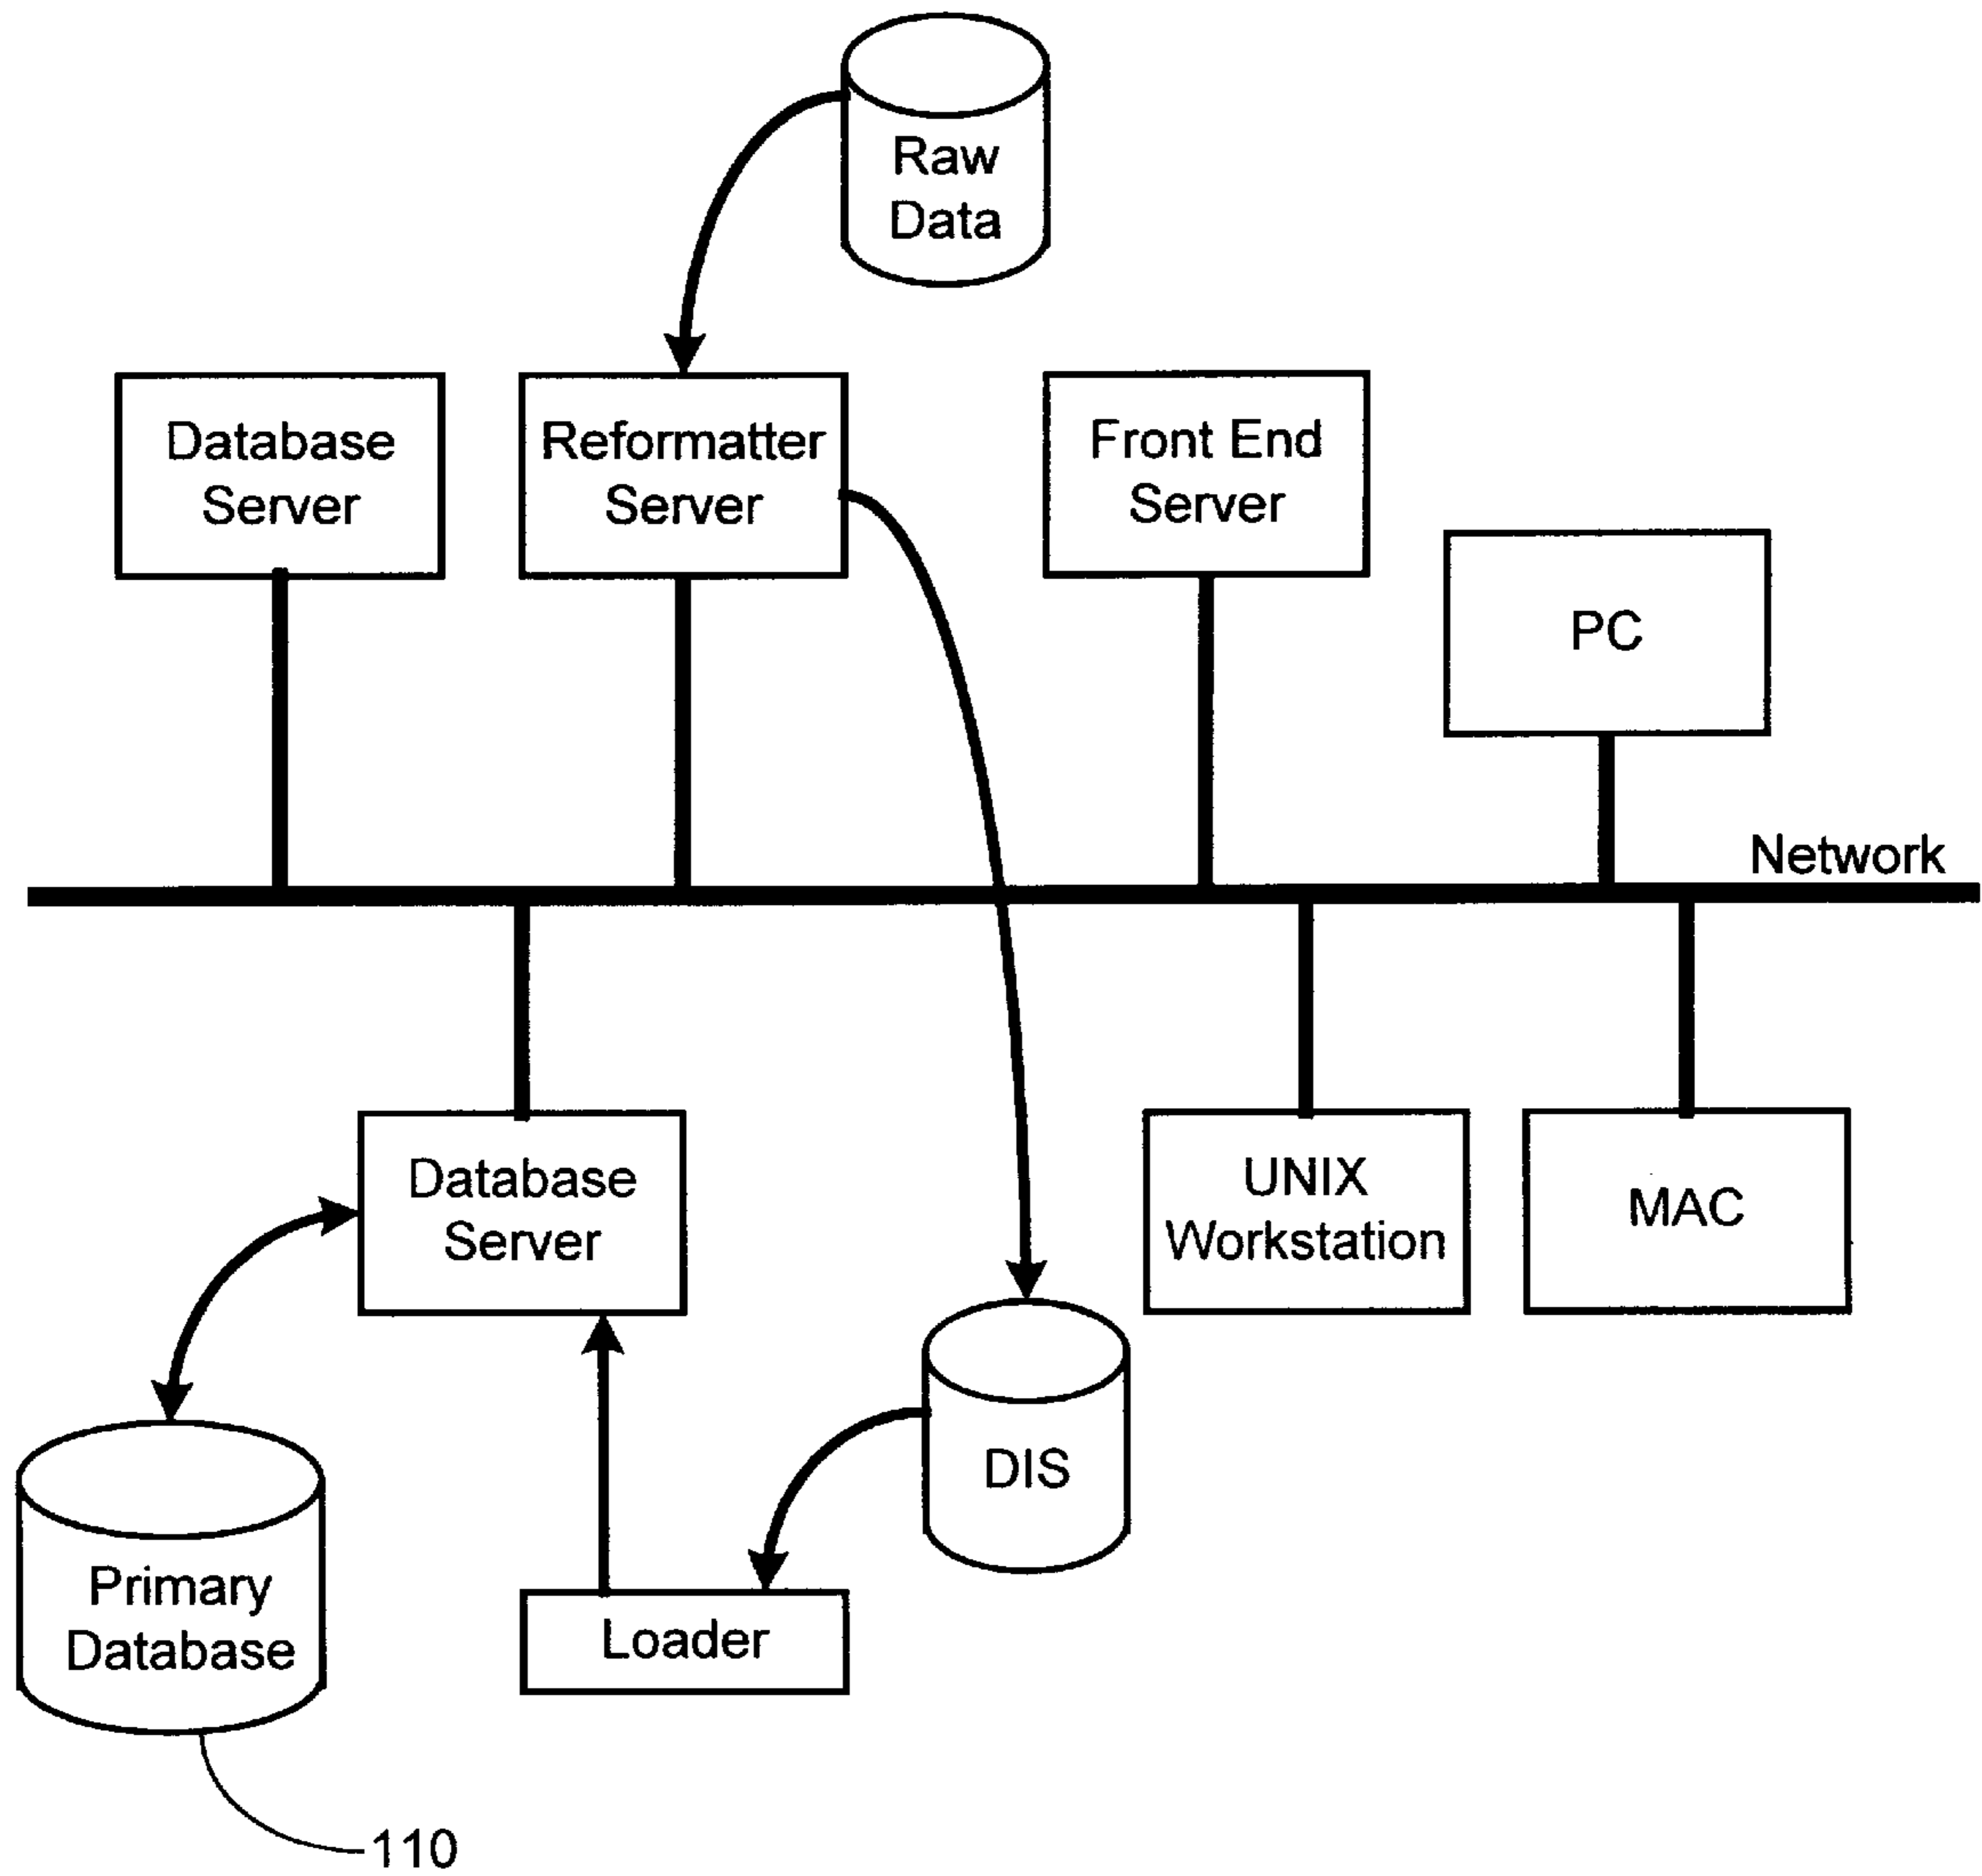 Raw
Data
Database
Server
Reformatter
Server
Front End
Server
PC
Network
Database
Server
UNIX
Workstation
MAC
DIS
Primary
Database
Loader
110